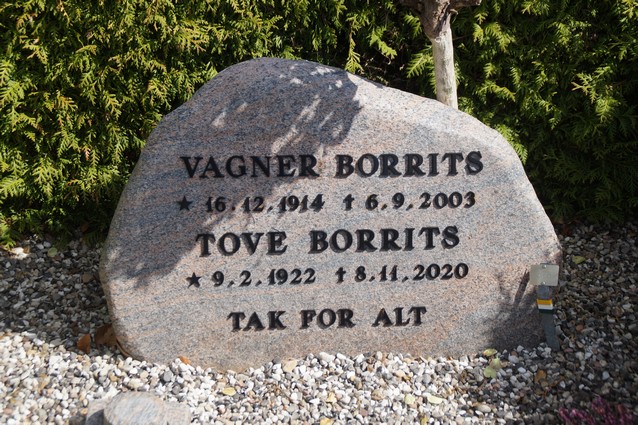 VAGNER BORRITS
★ 16.12.1914 † 6.9.2003
TOVE BORRITS
★ 9.2.1922 † 8.11.2020
TAK FOR ALT